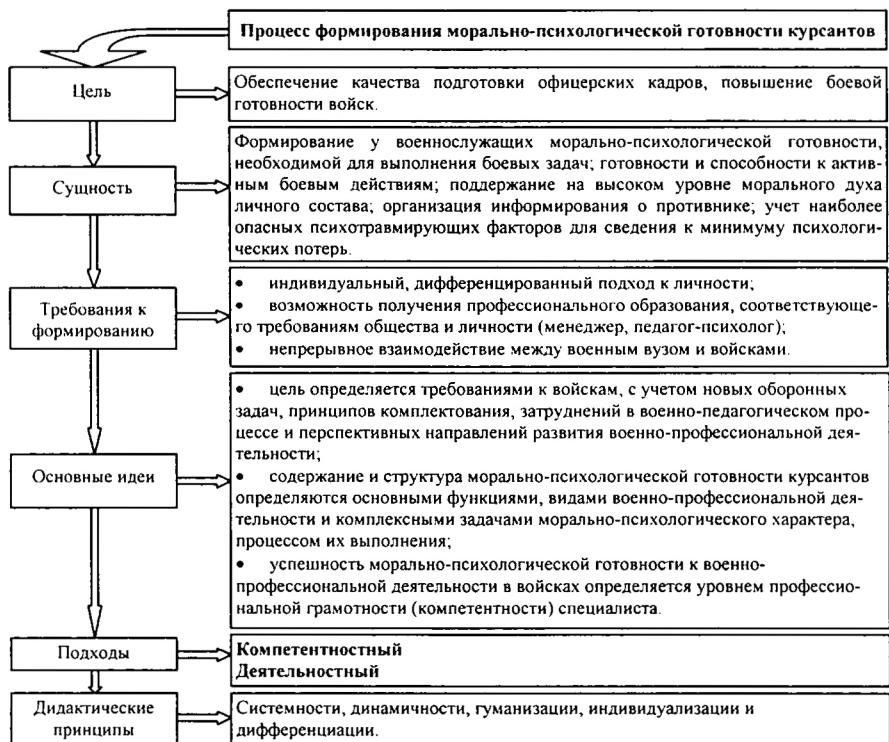 Процесс формирования морально-психологической готовности курсантов
Цель
Обеспечение качества подготовки офицерских кадров, повышение боевой
готовности войск.
Сущность
Формирование у военнослужащих морально-психологической готовности,
необходимой для выполнения боевых задач; готовности и способности к актив-
ным боевым действиям; поддержание на высоком уровне морального духа
личного состава; организация информирования о противнике; учет наиболее
опасных психотравмирующих факторов для сведения к минимуму психологи-
ческих потерь.
Требования к
формированию
• индивидуальный, дифференцированный подход к личности;
• возможность получения профессионального образования, соответствующе-
го требованиям общества и личности (менеджер, педагог-психолог);
• непрерывное взаимодействие между военным вузом и войсками.
Основные идеи
• цель определяется требованиями к войскам, с учетом новых оборонных
задач, принципов комплектования, затруднений в военно-педагогическом про-
цессе и перспективных направлений развития военно-профессиональной дея-
тельности;
• содержание и структура морально-психологической готовности курсантов
определяются основными функциями, видами военно-профессиональной дея-
тельности и комплексными задачами морально-психологического характера,
процессом их выполнения;
• успешность морально-психологической готовности к военно-
профессиональной деятельности в войсках определяется уровнем профессио-
нальной грамотности (компетентности) специалиста.
Подходы
Компетентностный
Деятельностный
Дидактические
принципы
Системности, динамичности, гуманизации, индивидуализации и
дифференциации.